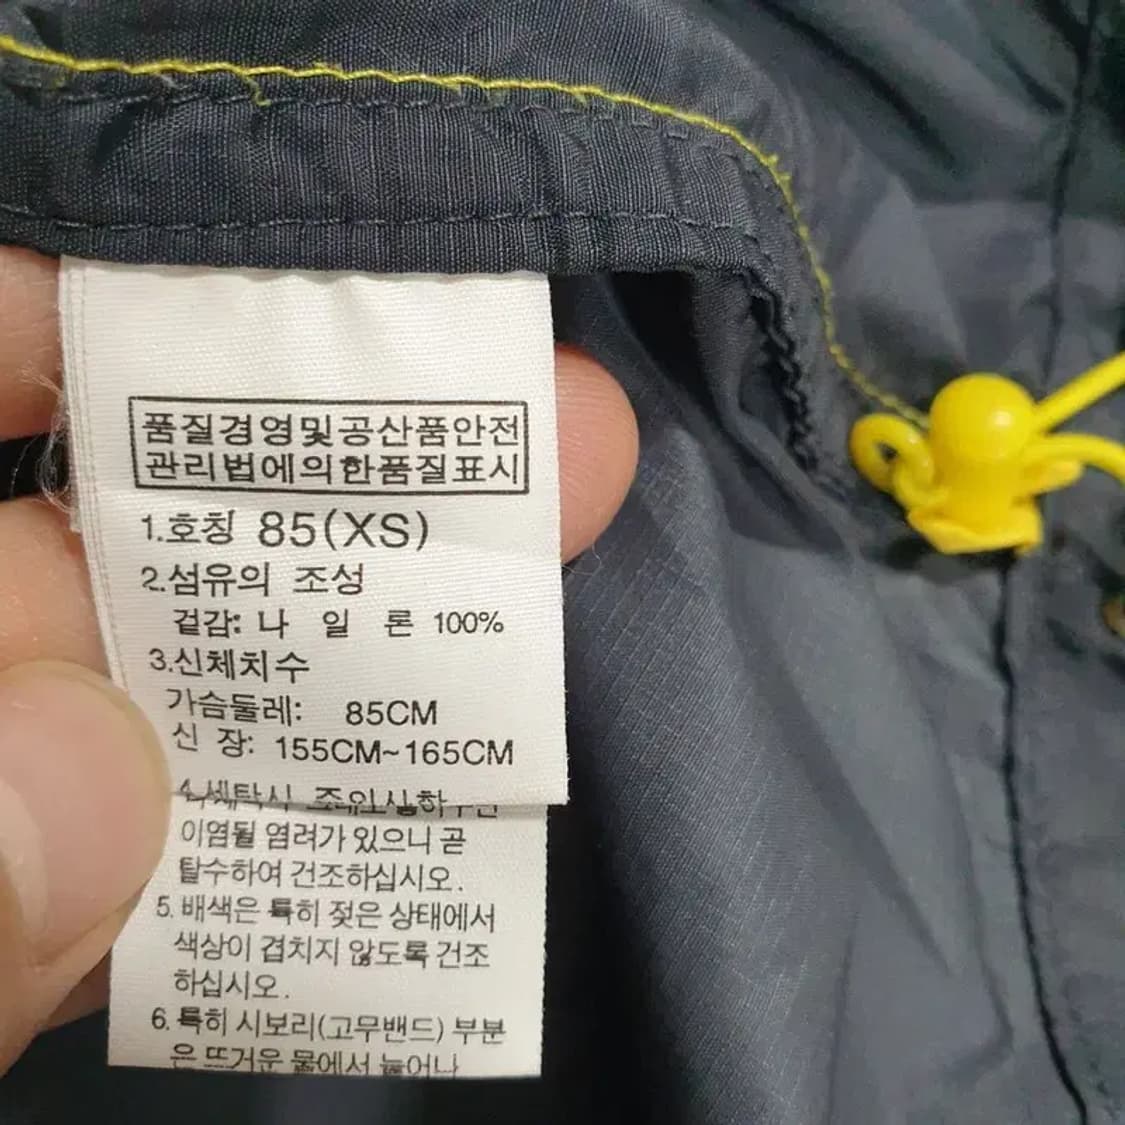 품질경영및공산품안전
관리법에의한품질표시
1.호칭 85(XS)
2.섬유의 조성
겉감: 나 일 론 100%
3.신체치수
가슴둘레: 85CM
신 장: 155CM~165CM
4.세탁시
이염될 염려가 있으니 곧
탈수하여 건조하십시오.
5. 배색은 특히 젖은 상태에서
색상이 겹치지 않도록 건조
하십시오.
6. 특히 시보리(고무밴드) 부분
은 뜨거운 물에서 늘어나